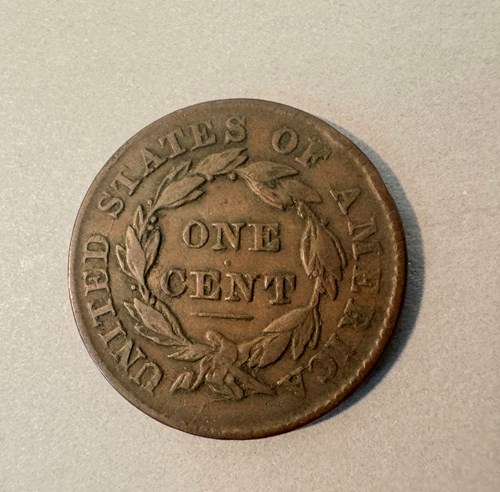 UNITED STATES OF AMERICA
ONE
CENT